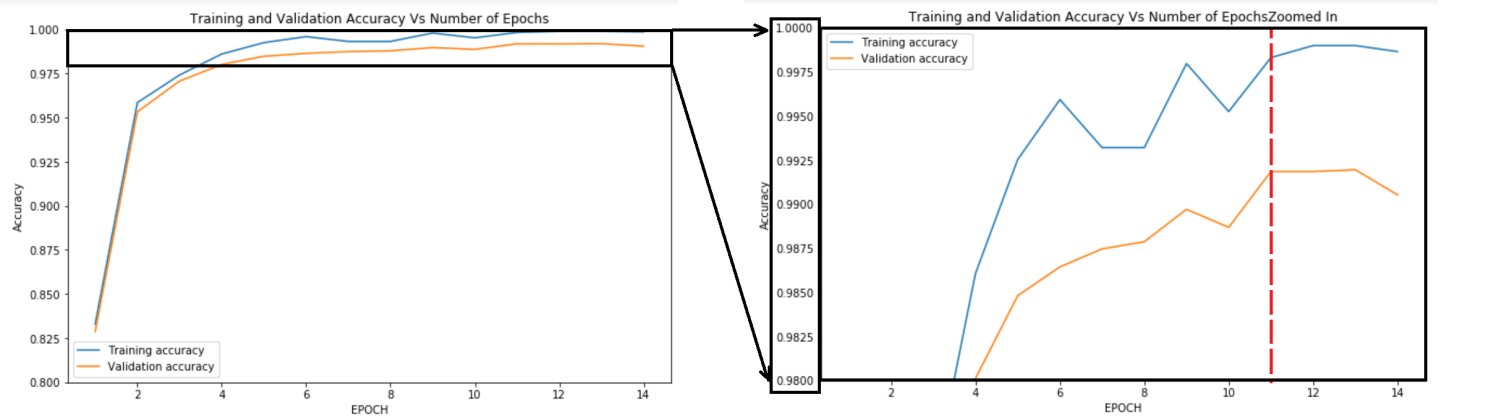 Training and Validation Accuracy Vs Number of Epochs
1.000
0.975
0.950
0.925
0.900
0.875
0.850
0.825
0.800
Accuracy
Training accuracy
Validation accuracy
2 4 6 8 10 12 14
EPOCH
Training and Validation Accuracy Vs Number of EpochsZoomed In
1.0000
0.9975
0.9950
0.9925
0.9900
0.9875
0.9850
0.9825
0.9800
Accuracy
Training accuracy
Validation accuracy
2 4 6 8 10 12 14
EPOCH